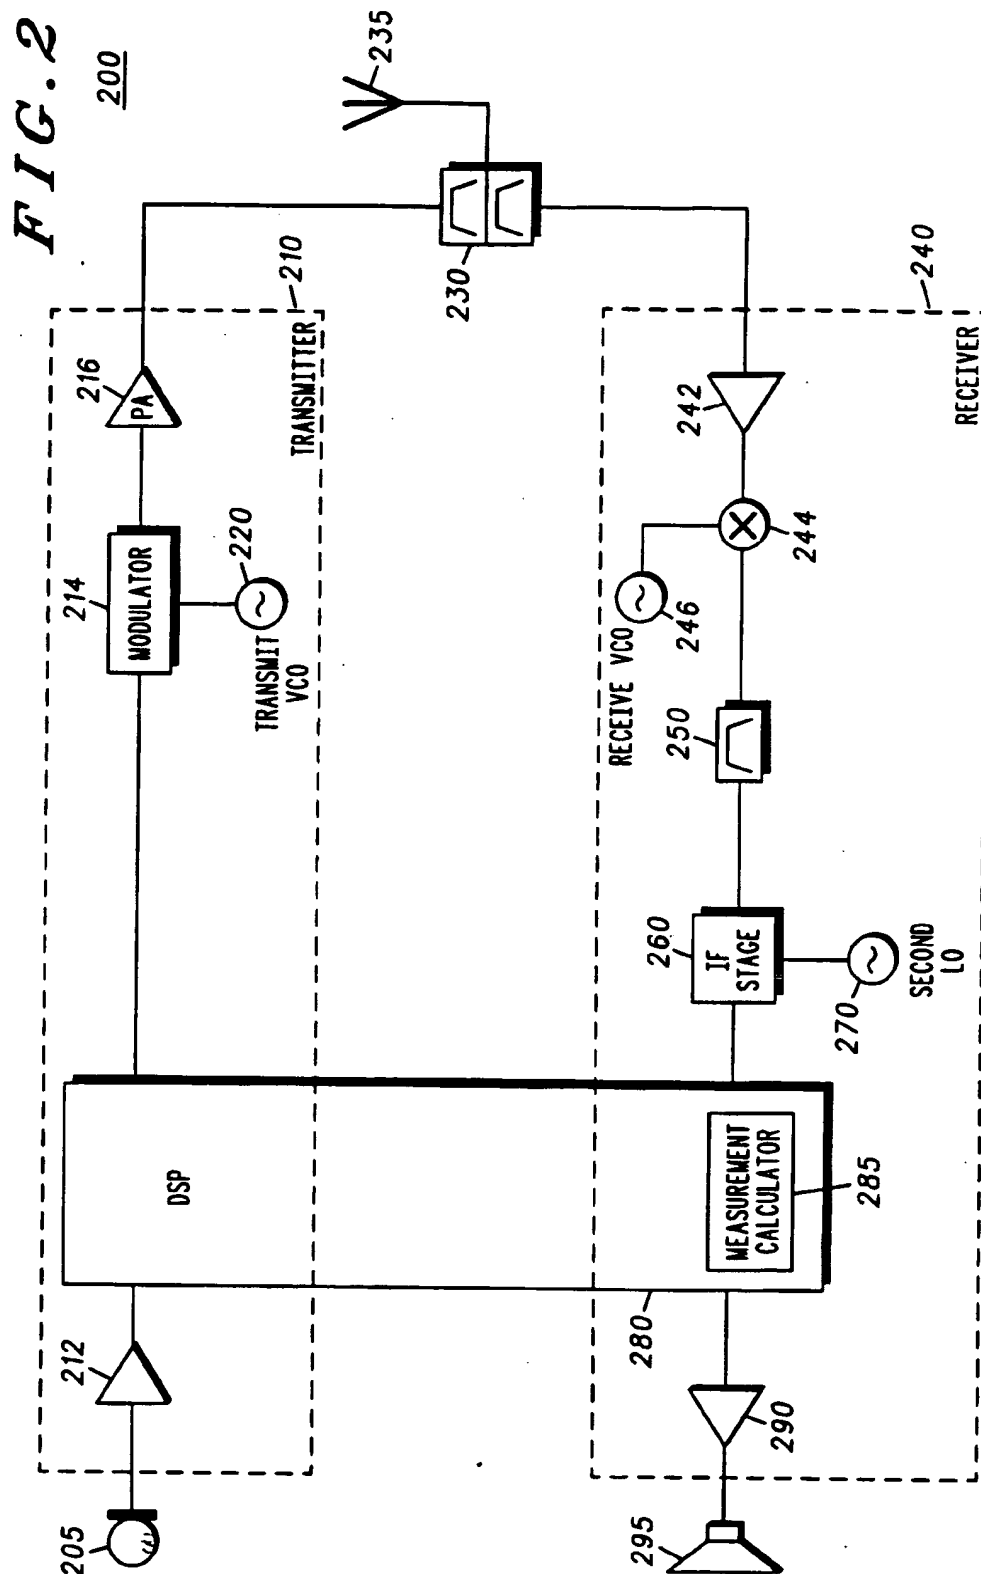 FIG.2
200
205
212
DSP
214
MODULATOR
216
PA
220
TRANSMIT
VCO
TRANSMITTER
210
230
235
280
MEASUREMENT
CALCULATOR
285
260
IF
STAGE
270
SECOND
LO
250
RECEIVE VCO
246
244
242
240
RECEIVER
290
295